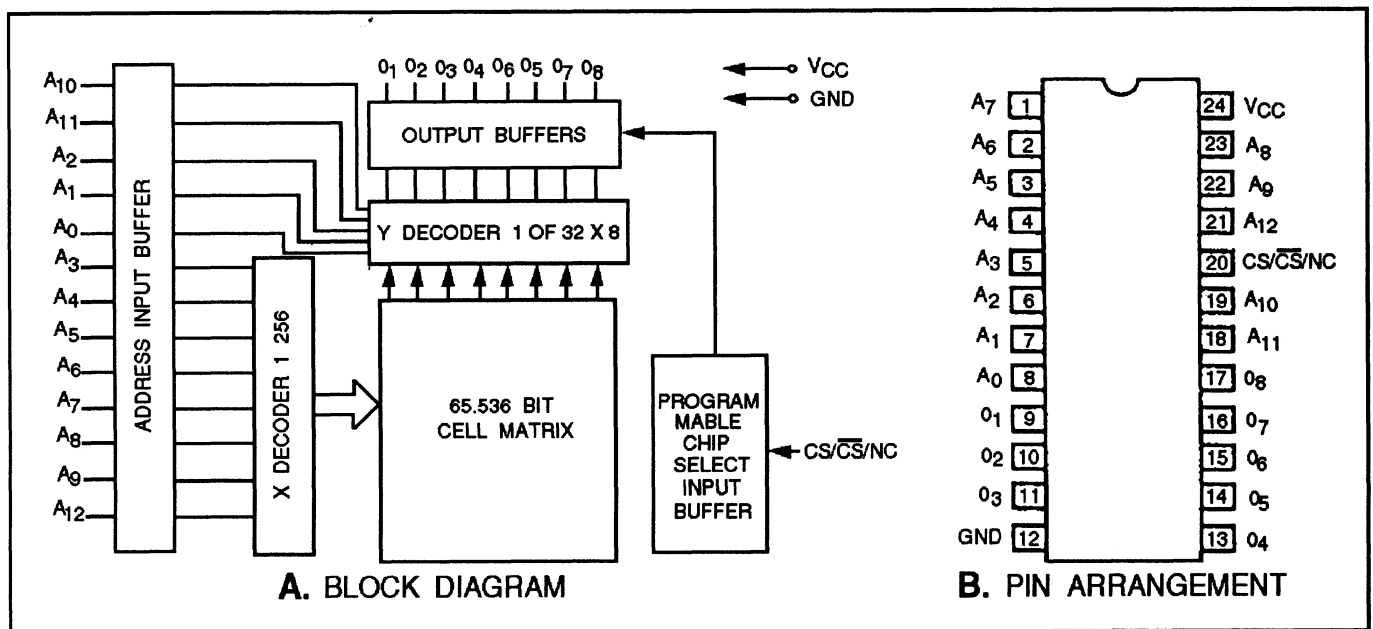 A10
A11
A2
A1
A0
A3
A4
A5
A6
A7
A8
A9
A12
ADDRESS INPUT BUFFER
X DECODER 1 256
01 02 03 04 06 05 07 08
OUTPUT BUFFERS
Y DECODER 1 OF 32 X 8
65.536 BIT
CELL MATRIX
VCC
GND
PROGRAM
MABLE
CHIP
SELECT
INPUT
BUFFER
CS/C̅S̅/NC
A. BLOCK DIAGRAM
A7 1
A6 2
A5 3
A4 4
A3 5
A2 6
A1 7
A0 8
01 9
02 10
03 11
GND 12
24 VCC
23 A8
22 A9
21 A12
20 CS/C̅S̅/NC
19 A10
18 A11
17 08
16 07
15 06
14 05
13 04
B. PIN ARRANGEMENT